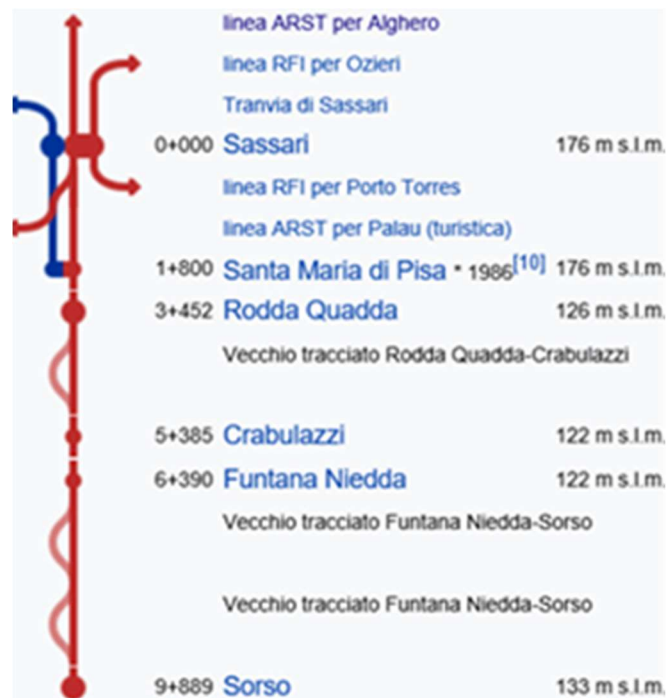 linea ARST per Alghero
linea RFI per Ozieri
Tranvia di Sassari
0+000 Sassari 176 m s.l.m.
linea RFI per Porto Torres
linea ARST per Palau (turistica)
1+800 Santa Maria di Pisa * 1986[10] 176 m s.l.m.
3+452 Rodda Quadda 126 m s.l.m.
Vecchio tracciato Rodda Quadda-Crabulazzi
5+385 Crabulazzi 122 m s.l.m.
6+390 Funtana Niedda 122 m s.l.m.
Vecchio tracciato Funtana Niedda-Sorso
Vecchio tracciato Funtana Niedda-Sorso
9+889 Sorso 133 m s.l.m.